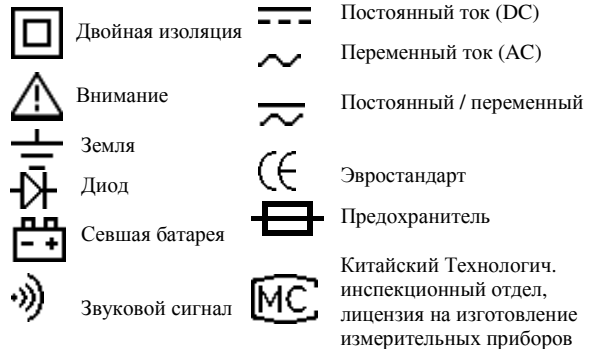 Двойная изоляция
Внимание
Земля
Диод
Севшая батарея
Звуковой сигнал
Постоянный ток (DC)
Переменный ток (AC)
Постоянный / переменный
CE
Эвростандарт
Предохранитель
MC
Китайский Технологич.
инспекционный отдел,
лицензия на изготовление
измерительных приборов